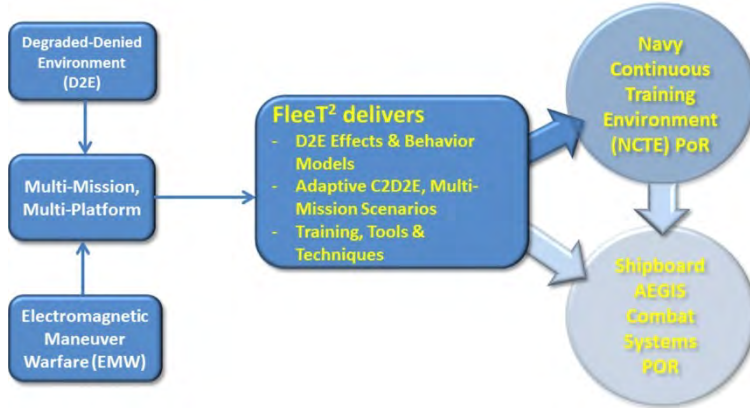 Degraded-Denied
Environment
(D2E)
Multi-Mission,
Multi-Platform
Electromagnetic
Maneuver
Warfare (EMW)
FleeT² delivers
- D2E Effects & Behavior
Models
- Adaptive C2D2E, Multi-
Mission Scenarios
- Training, Tools &
Techniques
Navy
Continuous
Training
Environment
(NCTE) PoR
Shipboard
AEGIS
Combat
Systems
POR